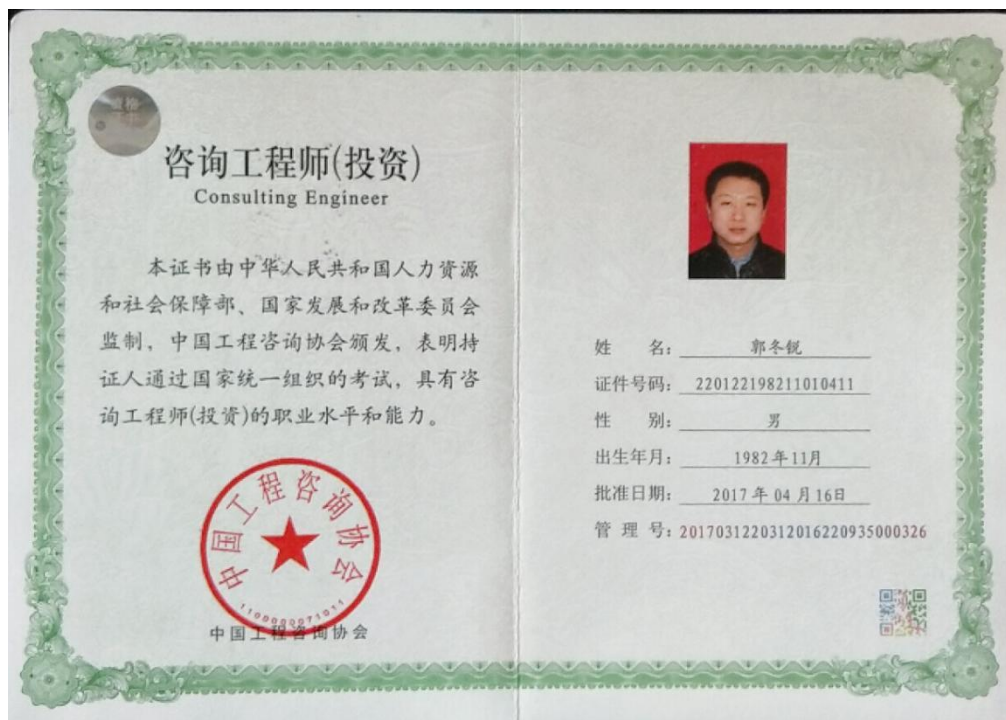 咨询工程师(投资)
Consulting Engineer
本证书由中华人民共和国人力资源
和社会保障部、国家发展和改革委员会
监制，中国工程咨询协会颁发，表明持
证人通过国家统一组织的考试，具有咨
询工程师(投资)的职业水平和能力。
中国工程咨询协会
1100000071011
中国工程咨询协会
姓 名：郭冬锐
证件号码：220122198211010411
性 别：男
出生年月：1982年11月
批准日期：2017年04月16日
管 理 号：2017031220312016220935000326